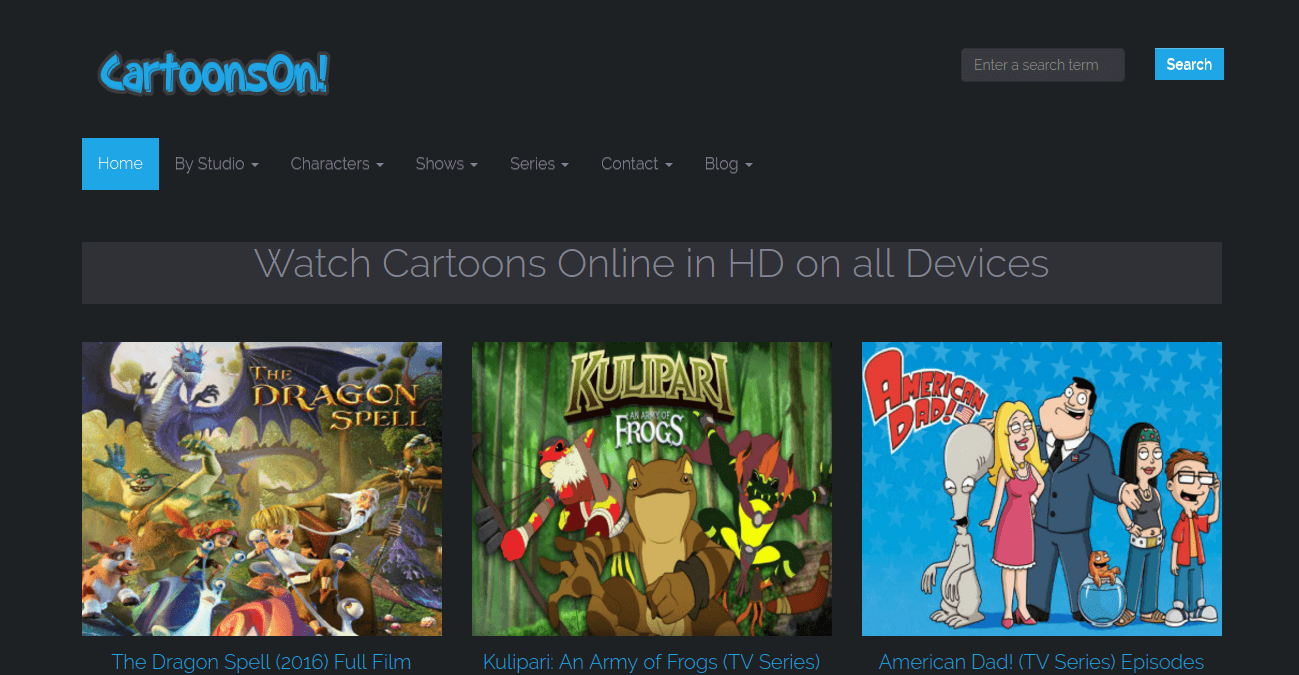 CartoonsOn!
Enter a search term
Search
Home
By Studio
Characters
Shows
Series
Contact
Blog
Watch Cartoons Online in HD on all Devices
THE
DRAGON
SPELL
KULIPARI
AN ARMY OF
FROGS
AMERICAN
DAD!
The Dragon Spell (2016) Full Film
Kulipari: An Army of Frogs (TV Series)
American Dad! (TV Series) Episodes